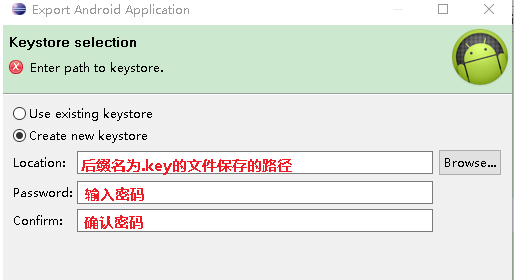 Export Android Application
Keystore selection
Enter path to keystore.
Use existing keystore
Create new keystore
Location: 后缀名为.key的文件保存的路径 Browse...
Password: 输入密码
Confirm: 确认密码